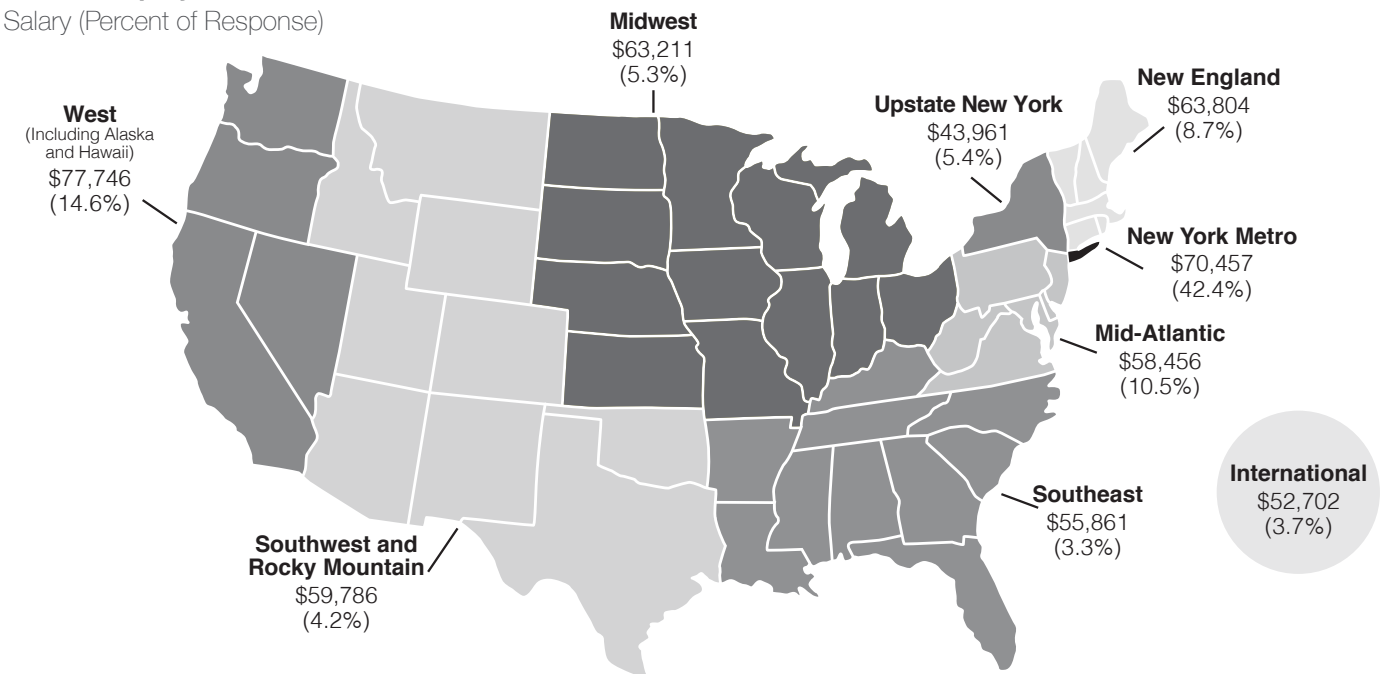 Salary (Percent of Response)
Midwest
$63,211
(5.3%)
New England
$63,804
(8.7%)
Upstate New York
$43,961
(5.4%)
West
(Including Alaska
and Hawaii)
$77,746
(14.6%)
New York Metro
$70,457
(42.4%)
Mid-Atlantic
$58,456
(10.5%)
International
$52,702
(3.7%)
Southeast
$55,861
(3.3%)
Southwest and
Rocky Mountain
$59,786
(4.2%)